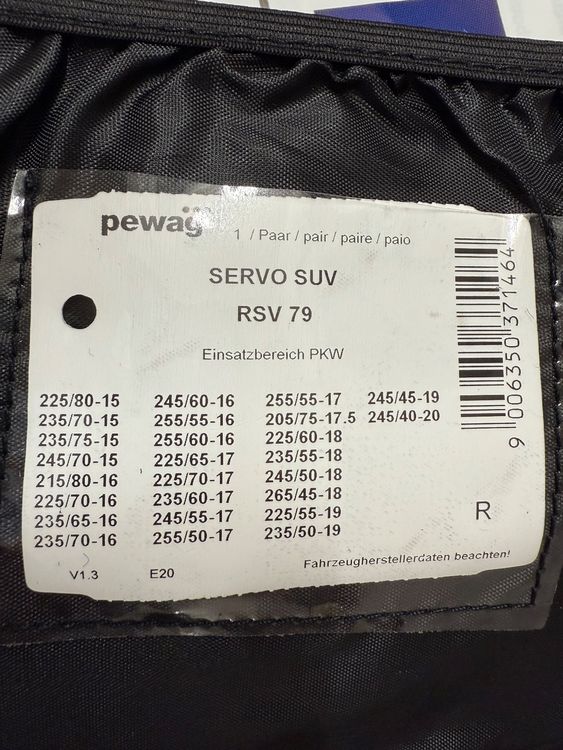 pewag
1 / Paar / pair / paire / paio
SERVO SUV
RSV 79
Einsatzbereich PKW
225/80-15 245/60-16 255/55-17 245/45-19
235/70-15 255/55-16 205/75-17.5 245/40-20
235/75-15 255/60-16 225/60-18
245/70-15 225/65-17 235/55-18
215/80-16 225/70-17 245/50-18
225/70-16 235/60-17 265/45-18
235/65-16 245/55-17 225/55-19
235/70-16 255/50-17 235/50-19
9 006350 371464
R
Fahrzeugherstellerdaten beachten!
V1.3 E20